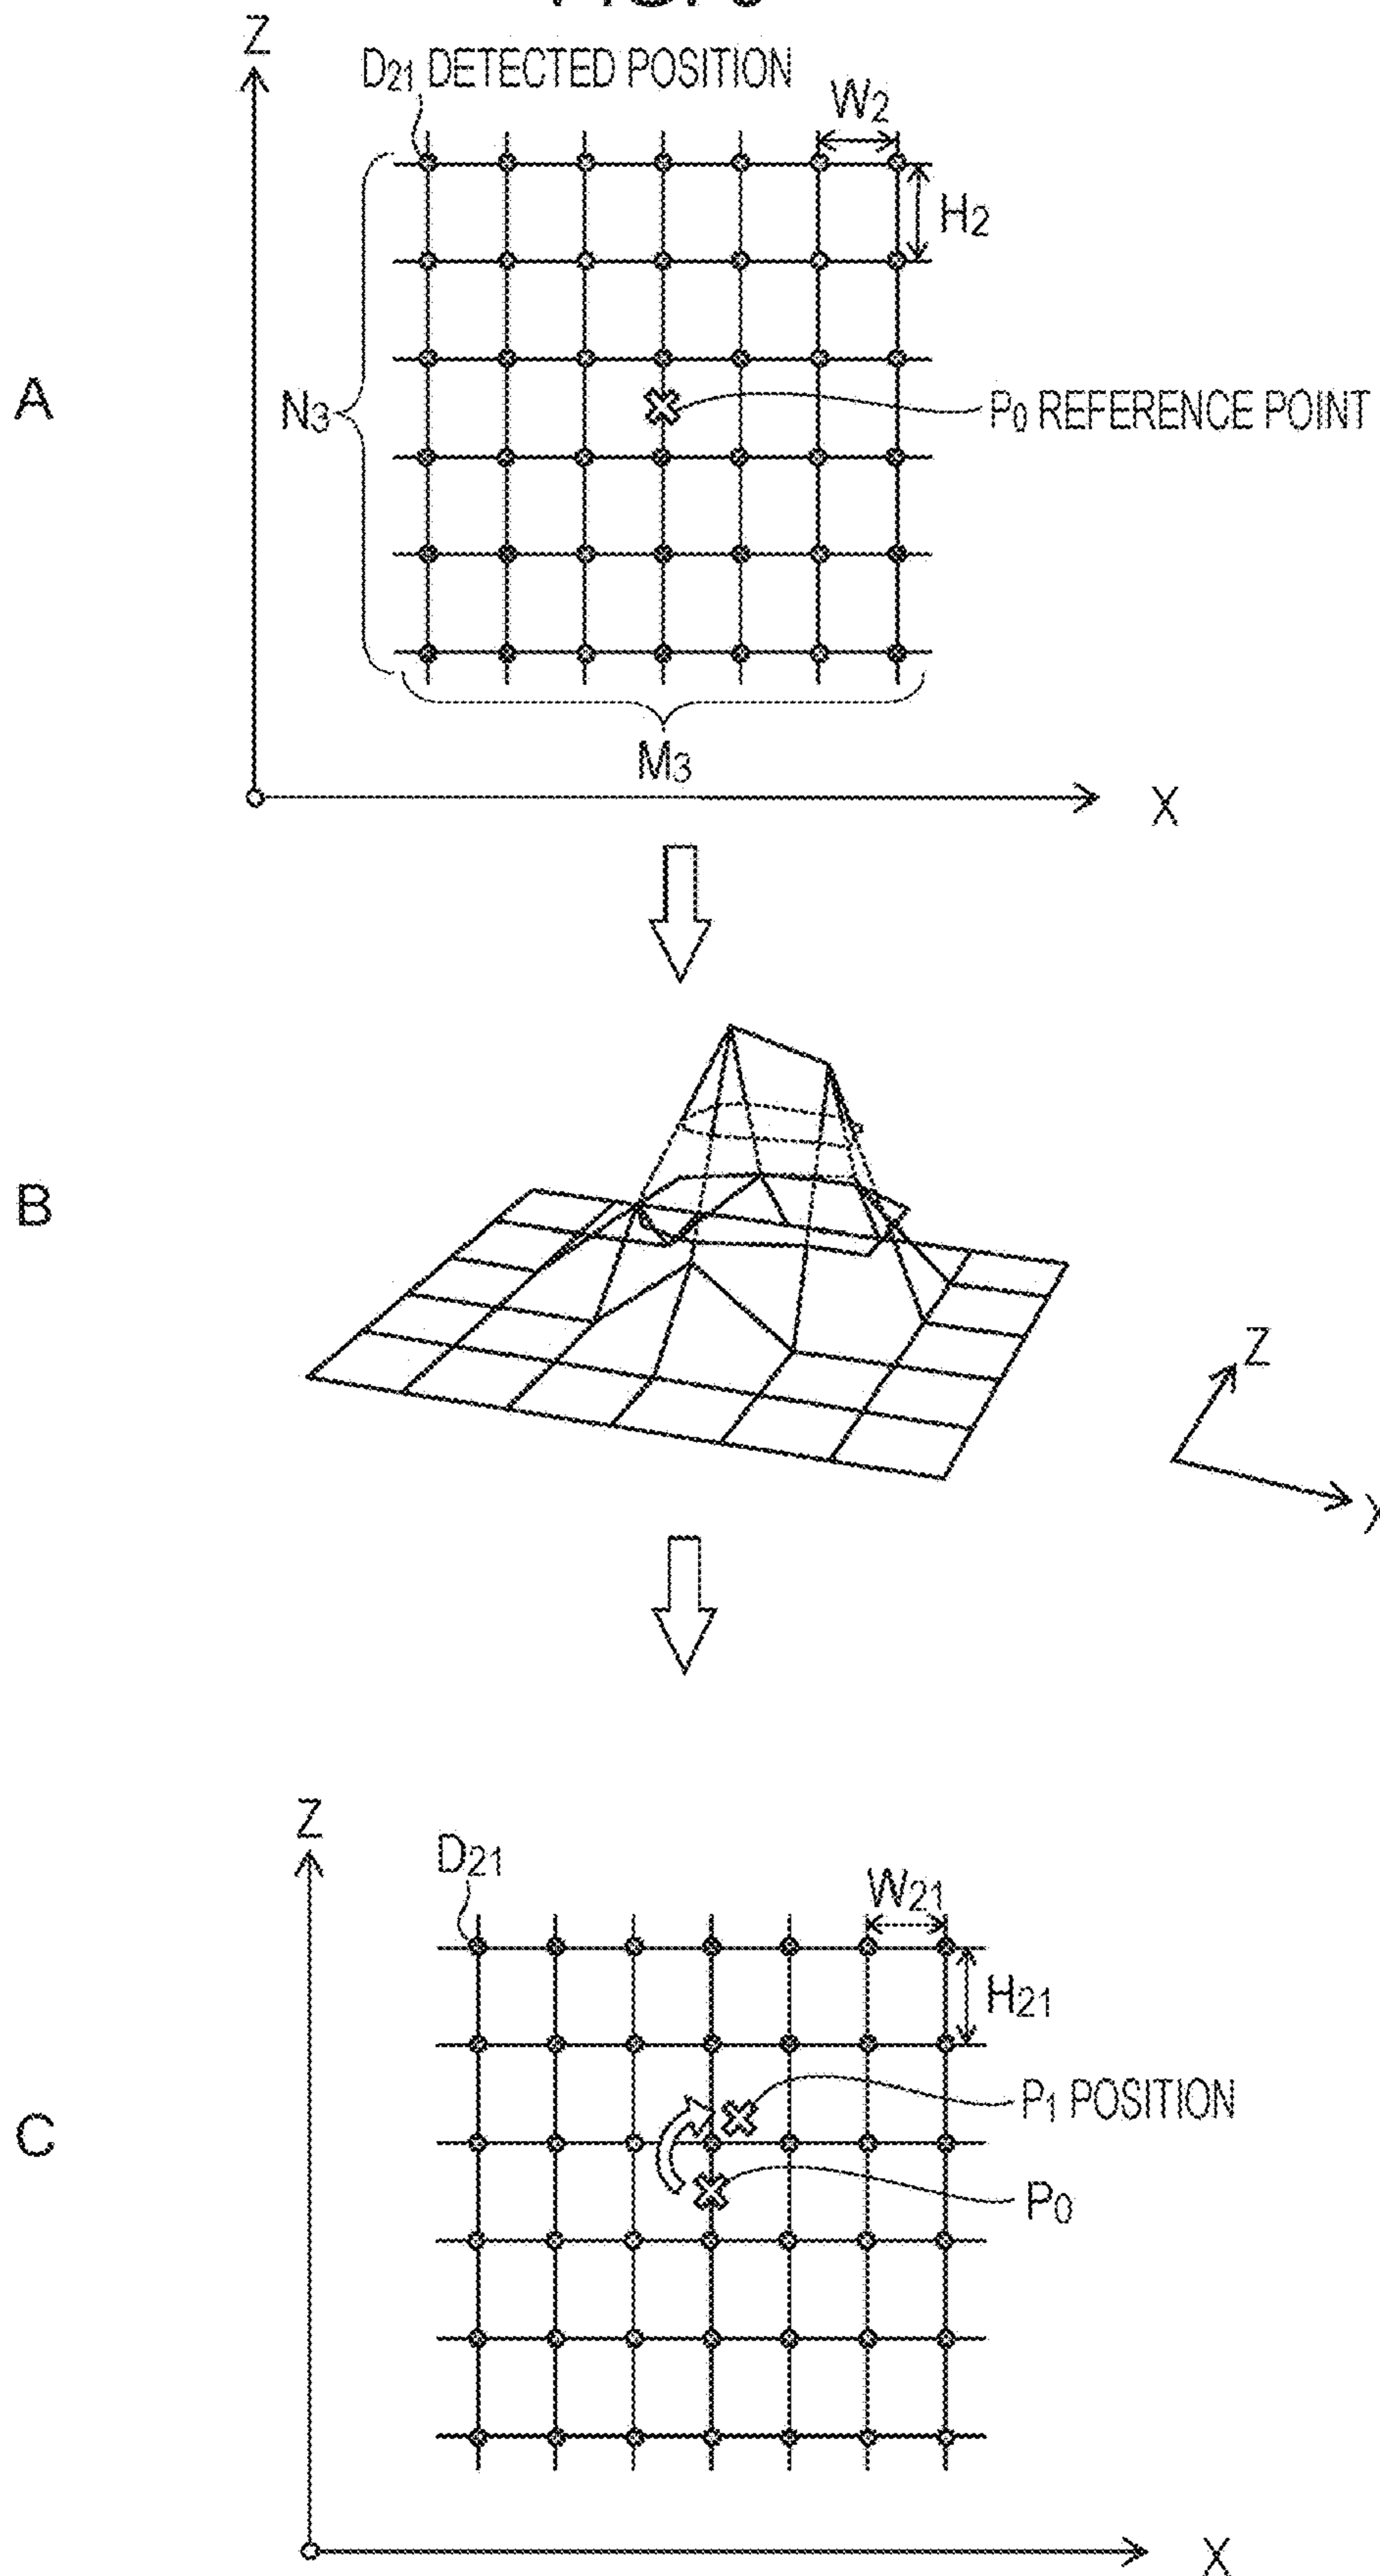 A
Z
D21 DETECTED POSITION
W2
H2
N3
P0 REFERENCE POINT
M3
X
B
Z
C
Z
D21
W21
H21
P1 POSITION
P0
X